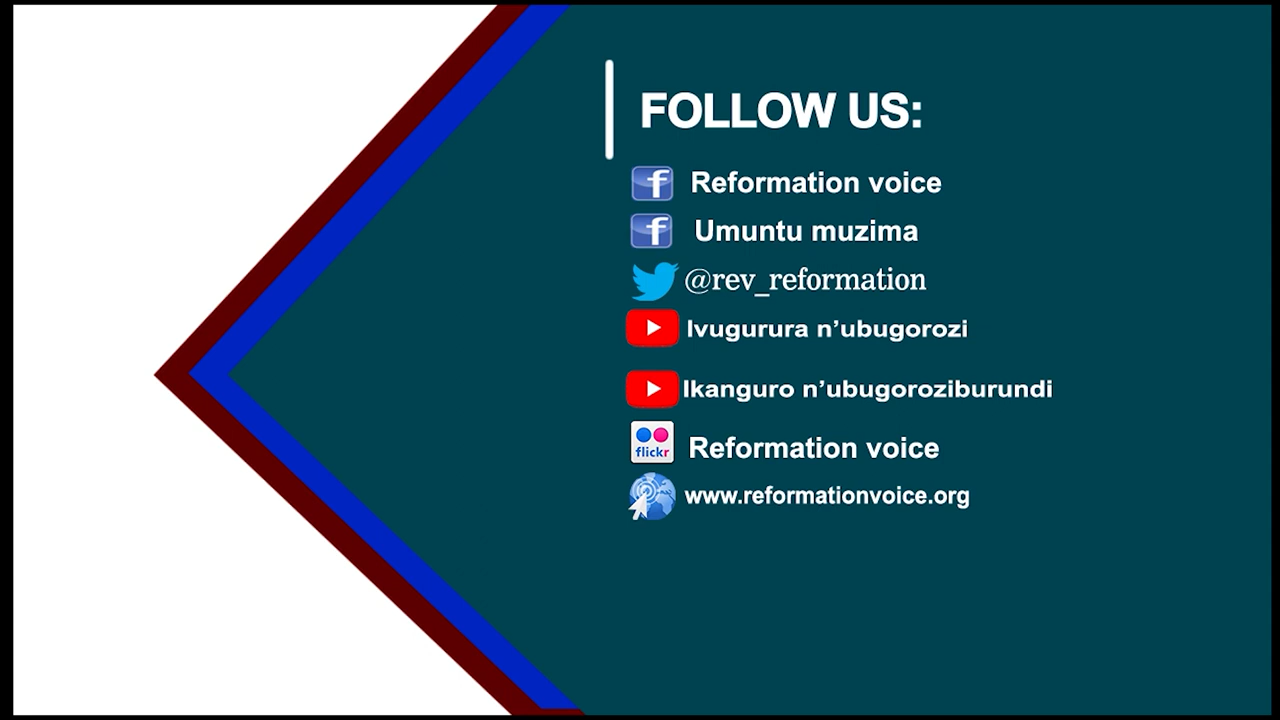 FOLLOW US:
Reformation voice
Umuntu muzima
@rev_reformation
Ivugurura n’ubugorozi
Ikanguro n’ubugoroziburundi
flickr
Reformation voice
www.reformationvoice.org